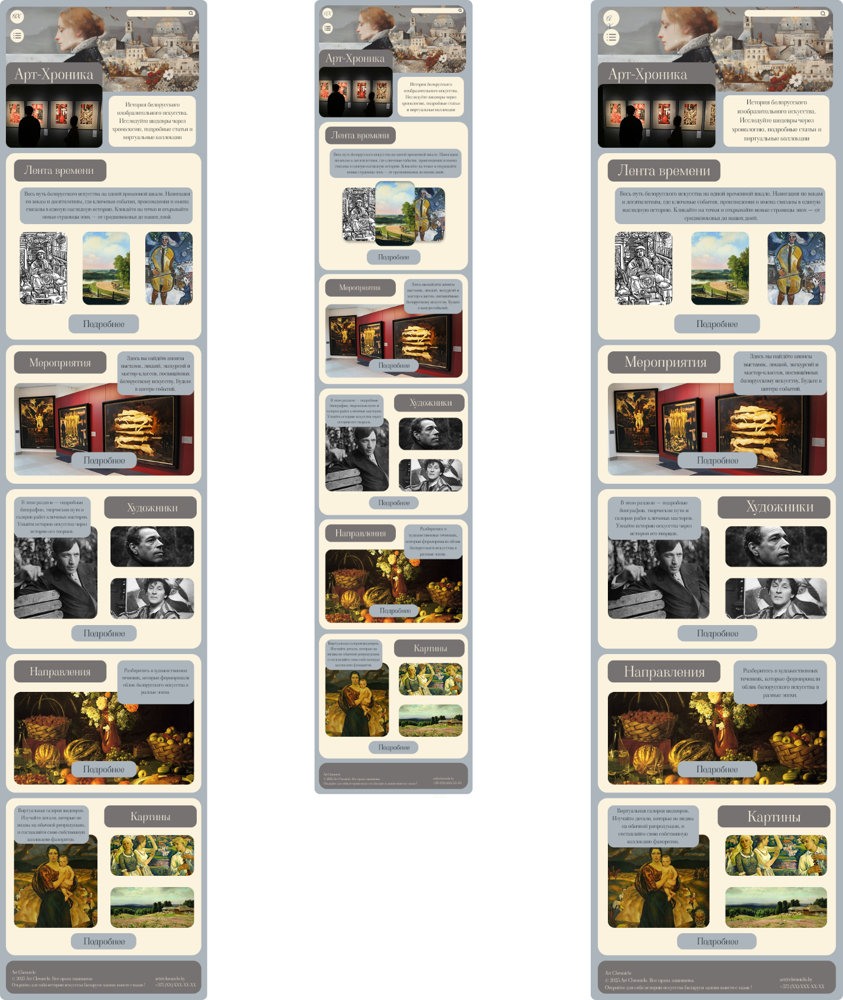 AX
Арт-Хроника
История белорусского
изобразительного искусства.
Исследуйте шедевры через
хронологию, подробные статьи и
виртуальные коллекции
Лента времени
Весь путь белорусского искусства на одной временной шкале. Навигация
по векам и десятилетиям, где ключевые события, произведения и имена
связаны в единую наглядную историю. Кликайте на точки и открывайте
новые страницы эпох — от средневековья до наших дней.
Подробнее
Мероприятия
Здесь вы найдёте анонсы
выставок, лекций, экскурсий и
мастер-классов, посвящённых
белорусскому искусству. Будьте
в центре событий.
Подробнее
В этом разделе — подробные
биографии, творческие пути и
галереи работ ключевых мастеров.
Узнайте историю искусства через
истории его творцов.
Художники
Подробнее
Направления
Разберитесь в художественных
течениях, которые формировали
облик белорусского искусства в
разные эпохи.
Подробнее
Виртуальная галерея шедевров.
Изучайте детали, которые не
видны на обычной репродукции,
и составляйте свою собственную
коллекцию фаворитов.
Картины
Подробнее
Art Chronicle
© 2025 Art Chronicle. Все права защищены.
Откройте для себя историю искусства Беларуси заново вместе с нами !
art@chronicle.by
+375 (XX) XXX-XX-XX
AX
Арт-Хроника
История белорусского
изобразительного искусства.
Исследуйте шедевры через
хронологию, подробные статьи
и виртуальные коллекции
Лента времени
Весь путь белорусского искусства на одной временной шкале. Навигация
по векам и десятилетиям, где ключевые события, произведения и имена
связаны в единую наглядную историю. Кликайте на точки и открывайте
новые страницы эпох — от средневековья до наших дней.
Подробнее
Мероприятия
Здесь вы найдёте анонсы
выставок, лекций, экскурсий и
мастер-классов, посвящённых
белорусскому искусству. Будьте
в центре событий.
Подробнее
В этом разделе — подробные
биографии, творческие пути и
галереи работ ключевых мастеров.
Узнайте историю искусства через
истории его творцов.
Художники
Подробнее
Направления
Разберитесь в
художественных течениях,
которые формировали облик
белорусского искусства в
разные эпохи.
Подробнее
Виртуальная галерея шедевров.
Изучайте детали, которые не
видны на обычной репродукции,
и составляйте свою собственную
коллекцию фаворитов.
Картины
Подробнее
Art Chronicle
© 2025 Art Chronicle. Все права защищены.
Откройте для себя историю искусства Беларуси заново вместе с нами !
art@chronicle.by
+375 (XX) XXX-XX-XX
A
X
Арт-Хроника
История белорусского
изобразительного искусства.
Исследуйте шедевры через
хронологию, подробные статьи и
виртуальные коллекции
Лента времени
Весь путь белорусского искусства на одной временной шкале. Навигация по векам
и десятилетиям, где ключевые события, произведения и имена связаны в единую
наглядную историю. Кликайте на точки и открывайте новые страницы эпох — от
средневековья до наших дней.
Подробнее
Мероприятия
Здесь вы найдёте анонсы
выставок, лекций, экскурсий и
мастер-классов, посвящённых
белорусскому искусству. Будьте в
центре событий.
Подробнее
В этом разделе — подробные
биографии, творческие пути и
галереи работ ключевых мастеров.
Узнайте историю искусства через
истории его творцов.
Художники
Подробнее
Направления
Разберитесь в художественных
течениях, которые формировали
облик белорусского искусства в
разные эпохи.
Подробнее
Виртуальная галерея шедевров.
Изучайте детали, которые не видны
на обычной репродукции, и
составляйте свою собственную
коллекцию фаворитов.
Картины
Подробнее
Art Chronicle
© 2025 Art Chronicle. Все права защищены.
Откройте для себя историю искусства Беларуси заново вместе с нами !
art@chronicle.by
+375 (XX) XXX-XX-XX